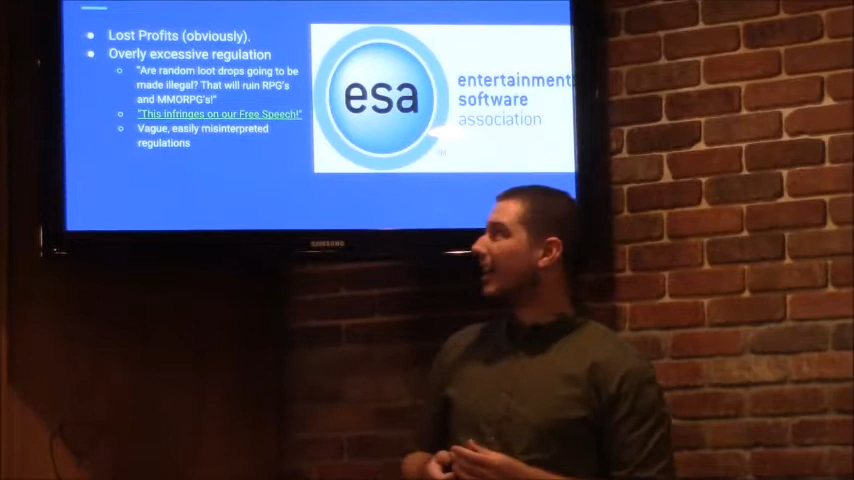 Lost Profits (obviously).
Overly excessive regulation
"Are random loot drops going to be
made illegal? That will ruin RPG's
and MMORPG's!"
"This infringes on our Free Speech!"
Vague, easily misinterpreted
regulations
esa
entertainment
software
association
SAMSUNG